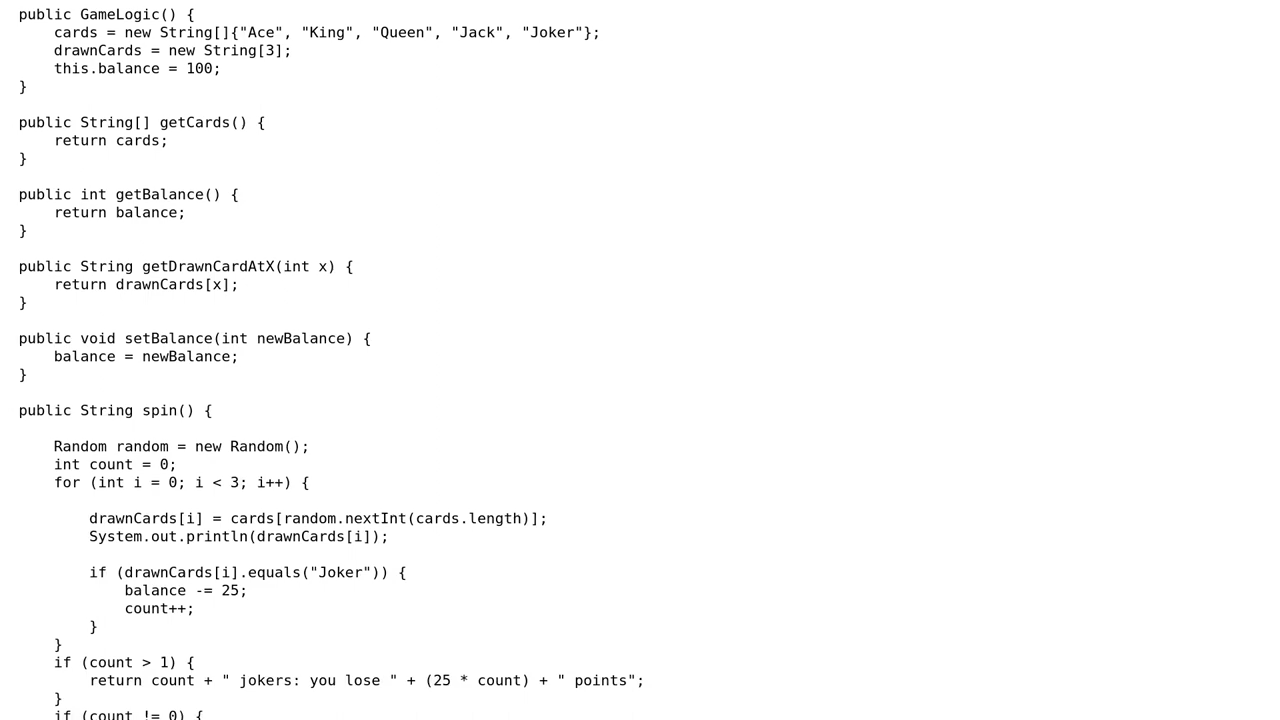 public GameLogic() {
    cards = new String[]{"Ace", "King", "Queen", "Jack", "Joker"};
    drawnCards = new String[3];
    this.balance = 100;
}

public String[] getCards() {
    return cards;
}

public int getBalance() {
    return balance;
}

public String getDrawnCardAtX(int x) {
    return drawnCards[x];
}

public void setBalance(int newBalance) {
    balance = newBalance;
}

public String spin() {

    Random random = new Random();
    int count = 0;
    for (int i = 0; i < 3; i++) {

        drawnCards[i] = cards[random.nextInt(cards.length)];
        System.out.println(drawnCards[i]);

        if (drawnCards[i].equals("Joker")) {
            balance -= 25;
            count++;
        }
    }
    if (count > 1) {
        return count + " jokers: you lose " + (25 * count) + " points";
    }
    if (count != 0) {